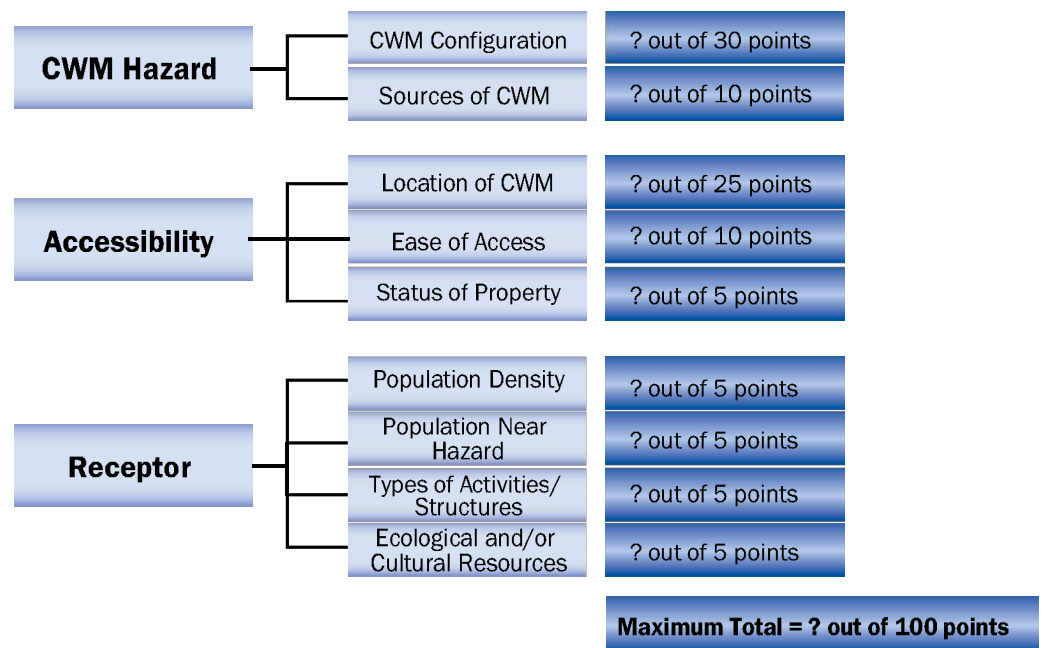 CWM Hazard
CWM Configuration
? out of 30 points
Sources of CWM
? out of 10 points
Accessibility
Location of CWM
? out of 25 points
Ease of Access
? out of 10 points
Status of Property
? out of 5 points
Receptor
Population Density
? out of 5 points
Population Near
Hazard
? out of 5 points
Types of Activities/
Structures
? out of 5 points
Ecological and/or
Cultural Resources
? out of 5 points
Maximum Total = ? out of 100 points